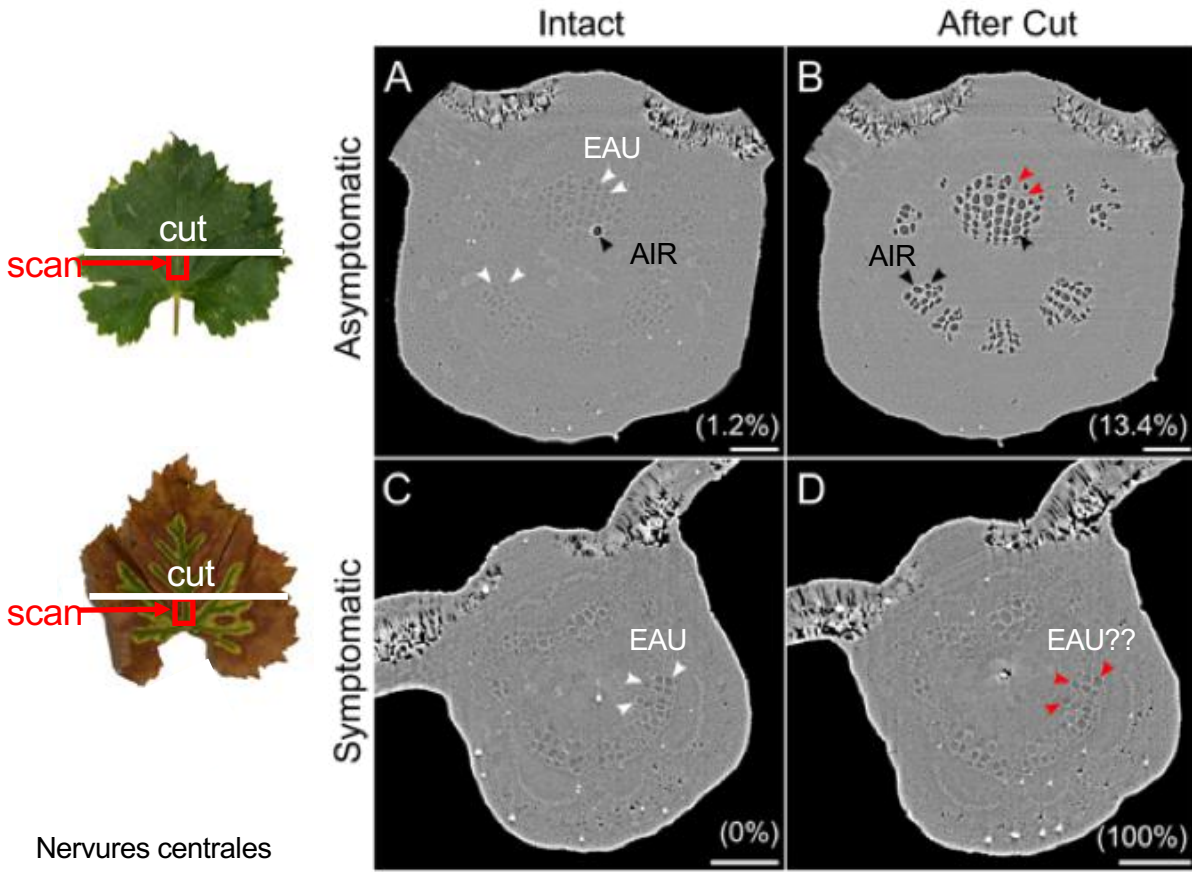 Intact
After Cut
Asymptomatic
cut
scan
A
EAU
AIR
(1.2%)
B
AIR
(13.4%)
Symptomatic
cut
scan
C
EAU
(0%)
D
EAU??
(100%)
Nervures centrales